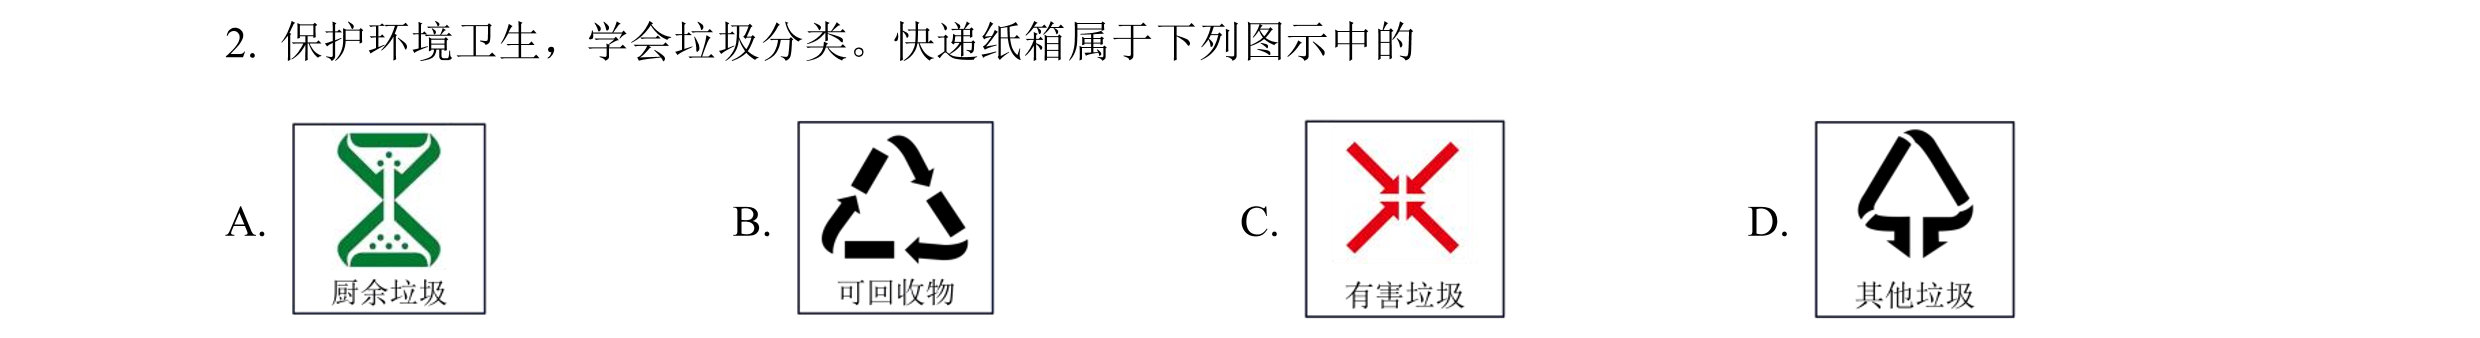 2. 保护环境卫生，学会垃圾分类。快递纸箱属于下列图示中的
A. 厨余垃圾 B. 可回收物 C. 有害垃圾 D. 其他垃圾